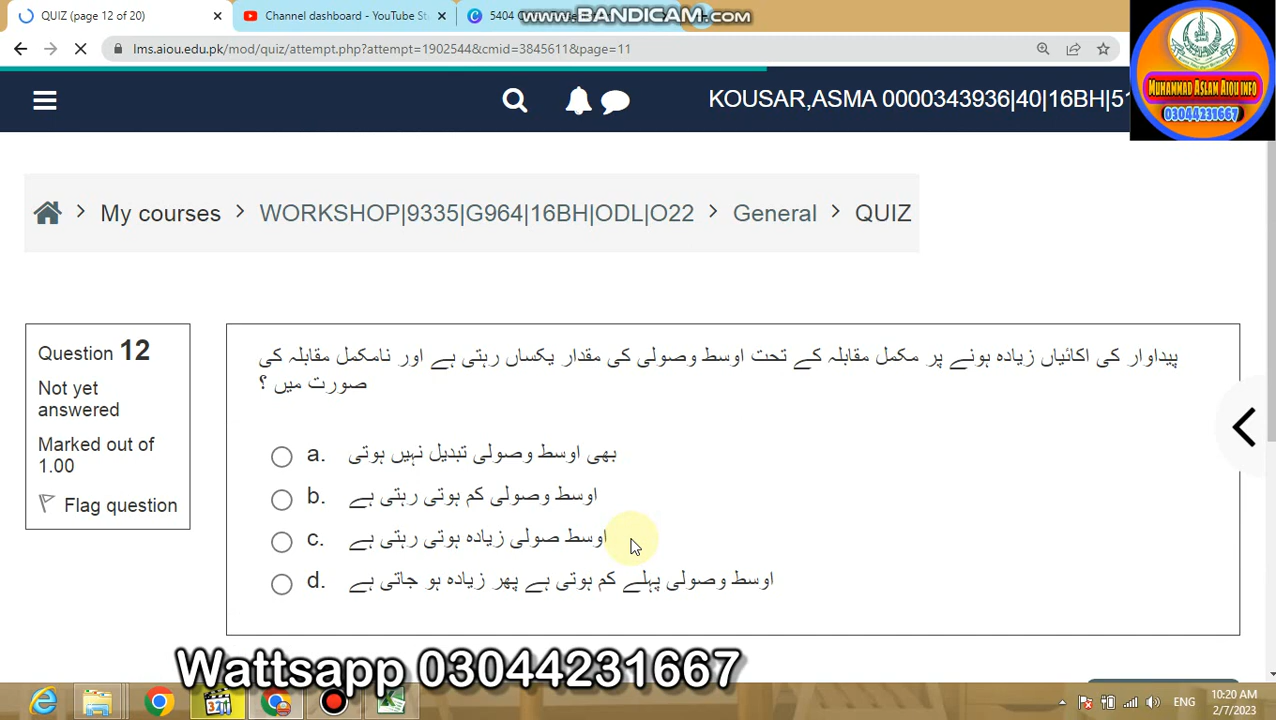 QUIZ (page 12 of 20)
Channel dashboard - YouTube St
5404
www.BANDICAM.com
lms.aiou.edu.pk/mod/quiz/attempt.php?attempt=1902544&cmid=3845611&page=11
KOUSAR,ASMA 0000343936|40|16BH|51
MUHAMMAD ASLAM AIOU INFO
03044231667
My courses > WORKSHOP|9335|G964|16BH|ODL|O22 > General > QUIZ
Question 12
Not yet
answered
Marked out of
1.00
Flag question
پیداوار کی اکائیاں زیادہ ہونے پر مکمل مقابلہ کے تحت اوسط وصولی کی مقدار یکساں رہتی ہے اور نامکمل مقابلہ کی
صورت میں ؟
a. بھی اوسط وصولی تبدیل نہیں ہوتی
b. اوسط وصولی کم ہوتی رہتی ہے
c. اوسط صولی زیادہ ہوتی رہتی ہے
d. اوسط وصولی پہلے کم ہوتی ہے پھر زیادہ ہو جاتی ہے
Wattsapp 03044231667
ENG
10:20 AM
2/7/2023